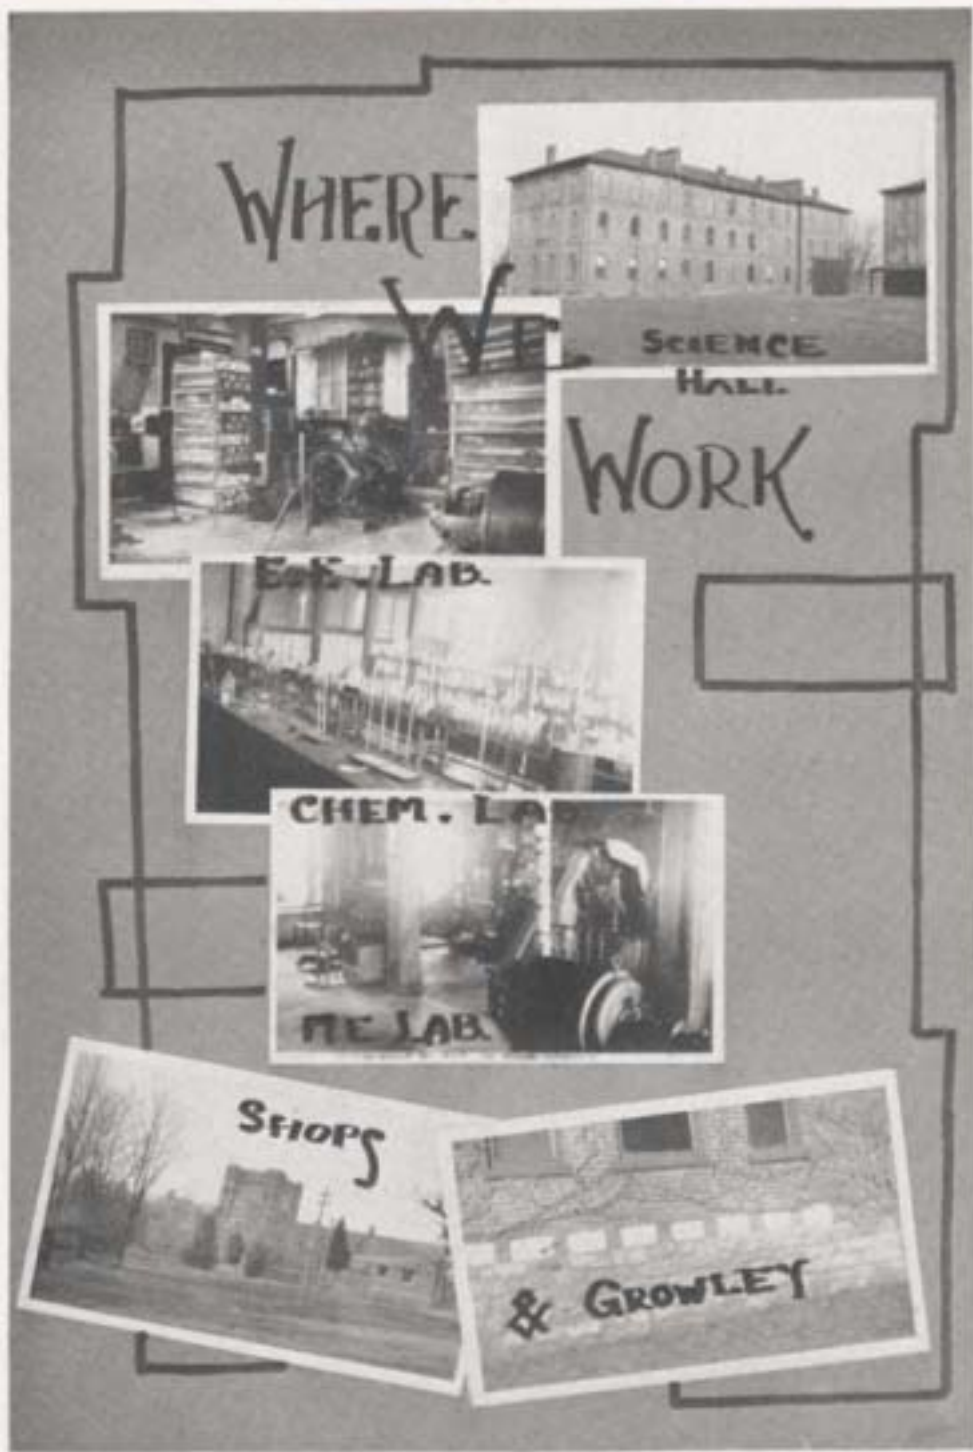 WHERE
WE
WORK
SCIENCE
HALL
E.E. LAB.
CHEM. LAB
ME LAB.
SHOPS
& GROWLEY